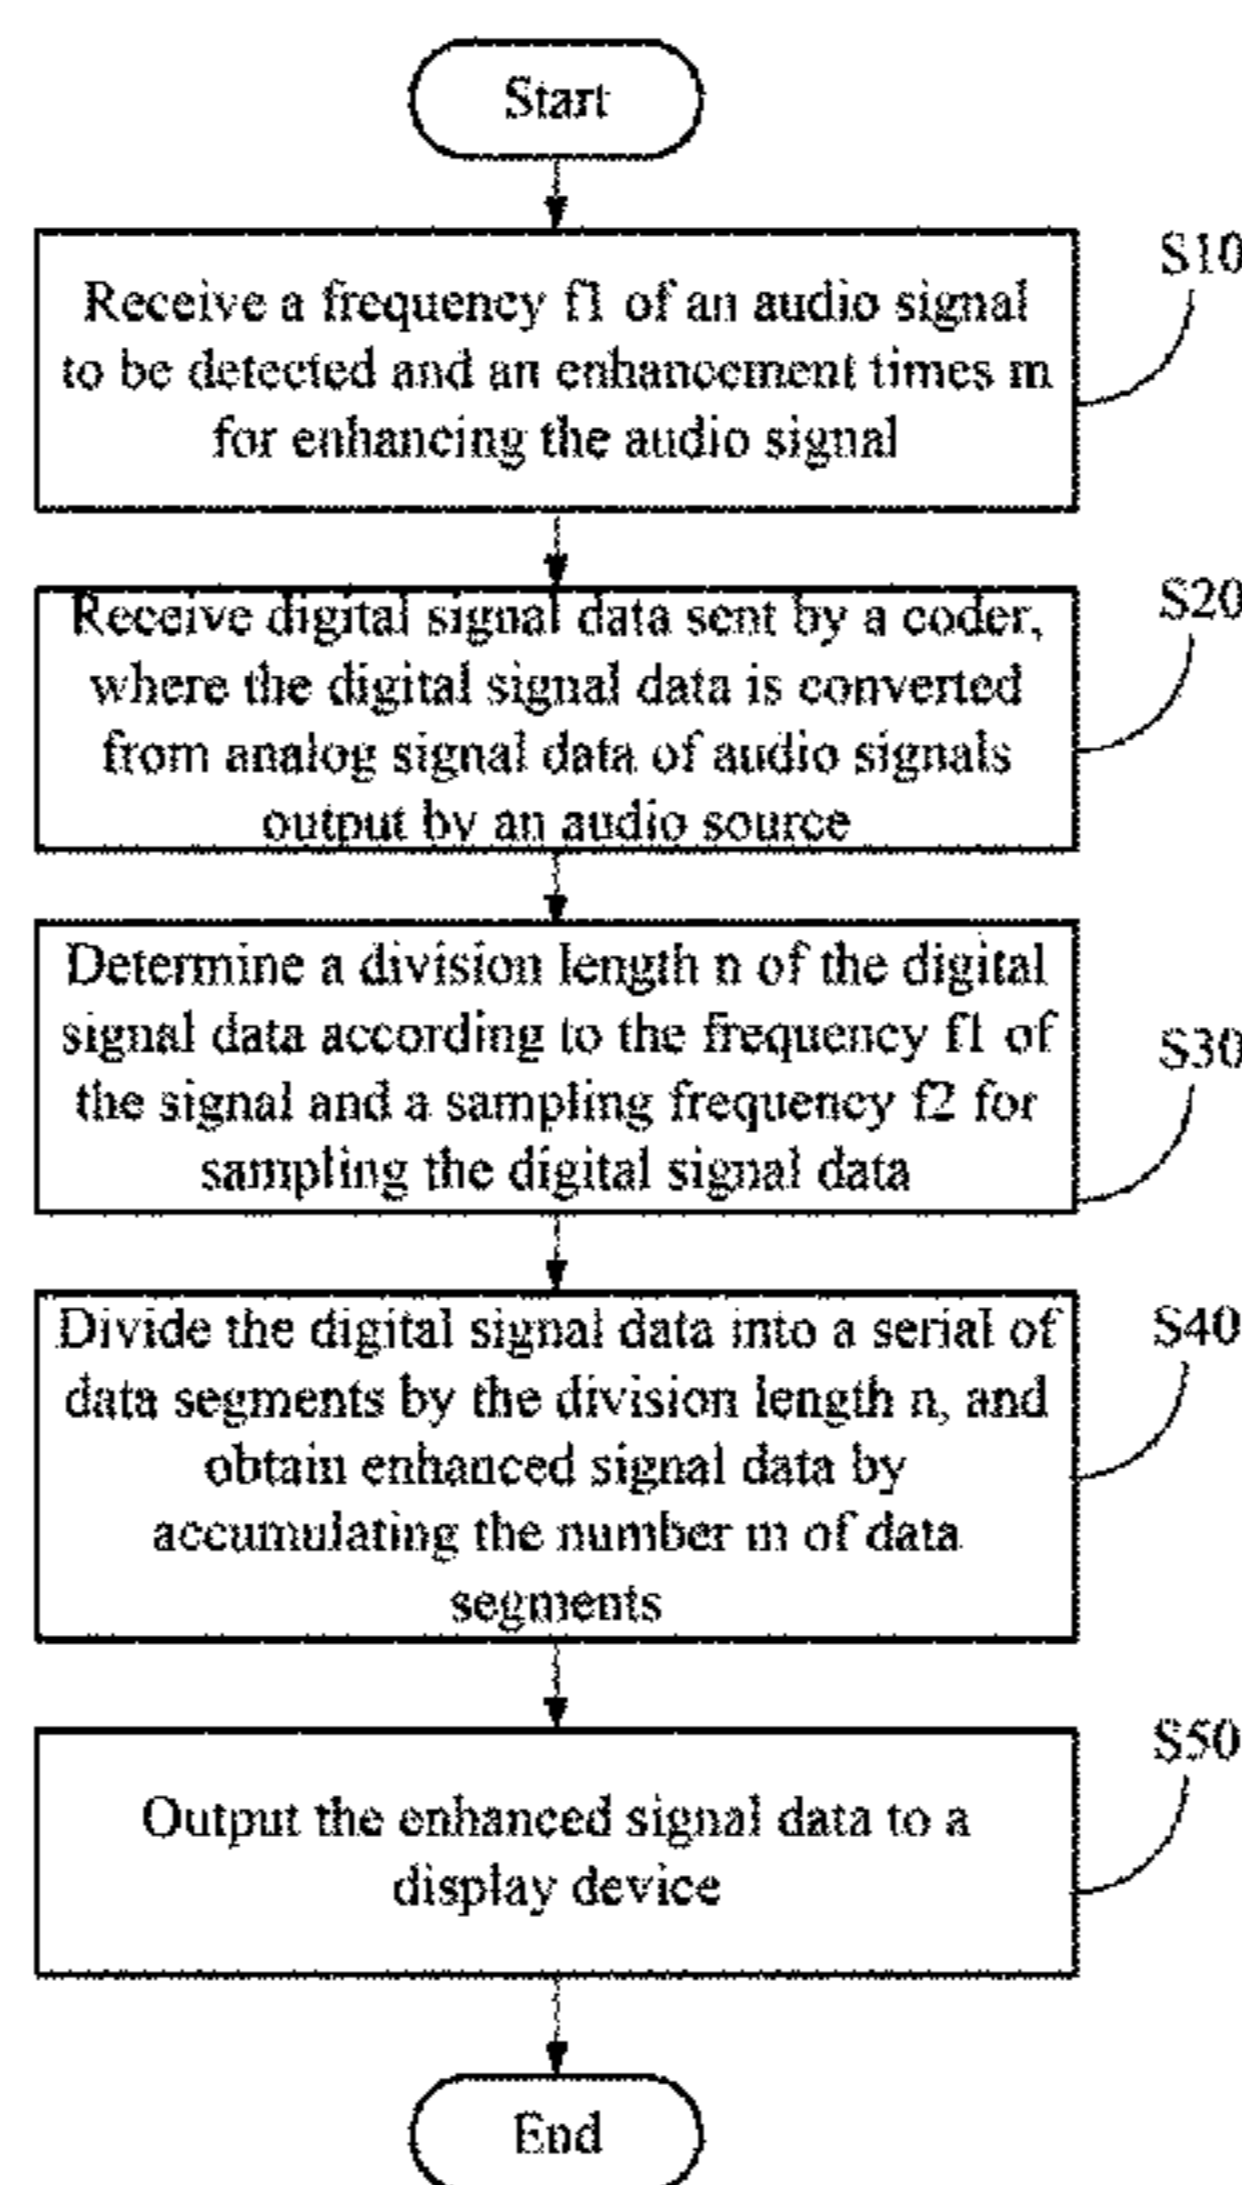 Start
S10
Receive a frequency f1 of an audio signal
to be detected and an enhancement times m
for enhancing the audio signal
S20
Receive digital signal data sent by a coder,
where the digital signal data is converted
from analog signal data of audio signals
output by an audio source
Determine a division length n of the digital
signal data according to the frequency f1 of
S30
the signal and a sampling frequency f2 for
sampling the digital signal data
Divide the digital signal data into a serial of
S40
data segments by the division length n, and
obtain enhanced signal data by
accumulating the number m of data
segments
S50
Output the enhanced signal data to a
display device
End